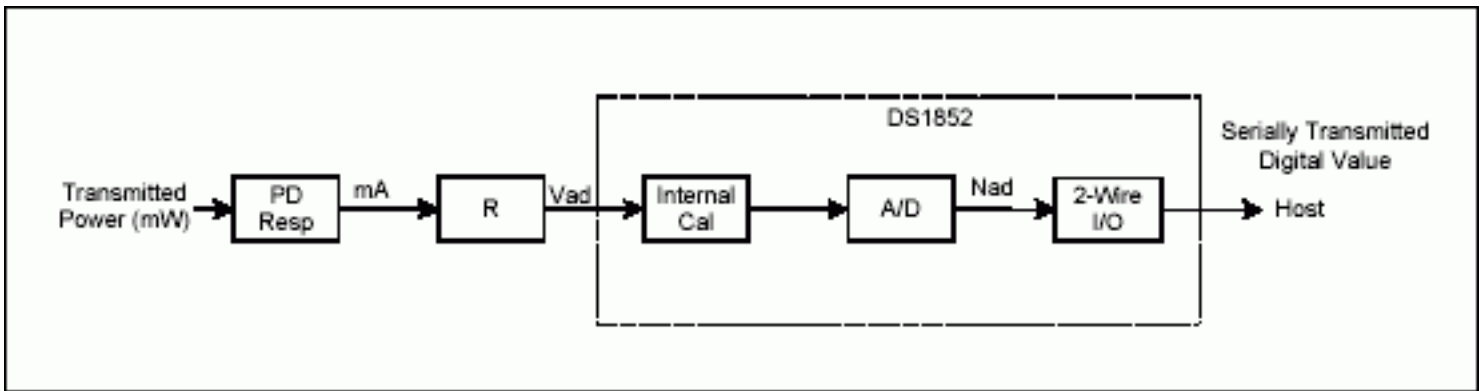 DS1852
Serially Transmitted
Digital Value
Transmitted
Power (mW)
PD
Resp
mA
R
Vad
Internal
Cal
A/D
Nad
2-Wire
I/O
Host